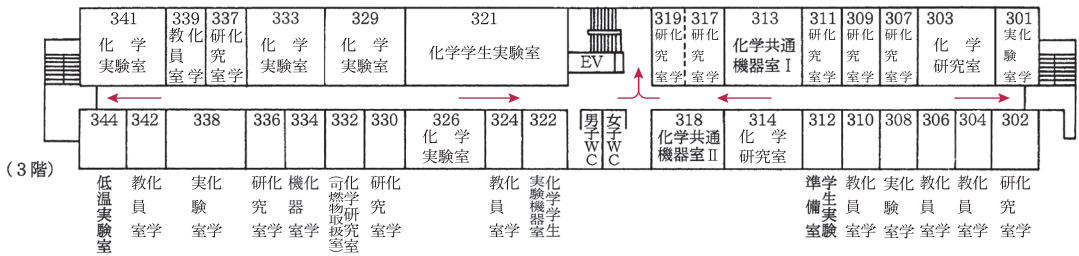 341
化 学
実験室
339
化学
教員室
337
化学
研究室
333
化 学
実験室
329
化 学
実験室
321
化学学生実験室
EV
319
化学
研究室
317
化学
研究室
313
化学共通
機器室Ⅰ
311
化学
研究室
309
化学
研究室
307
化学
研究室
303
化 学
研究室
301
化学
実験室
344
低温実験室
342
化学
教員室
338
化学
実験室
336
化学
研究室
334
化学
機器室
332
化学研究室
(可燃物取扱室)
330
化学
研究室
326
化 学
実験室
324
化学
教員室
322
化学学生
実験機器室
男子WC
女子WC
318
化学共通
機器室Ⅱ
314
化 学
研究室
312
学生実験
準備室
310
化学
教員室
308
化学
実験室
306
化学
教員室
304
化学
教員室
302
化学
研究室
(3階)